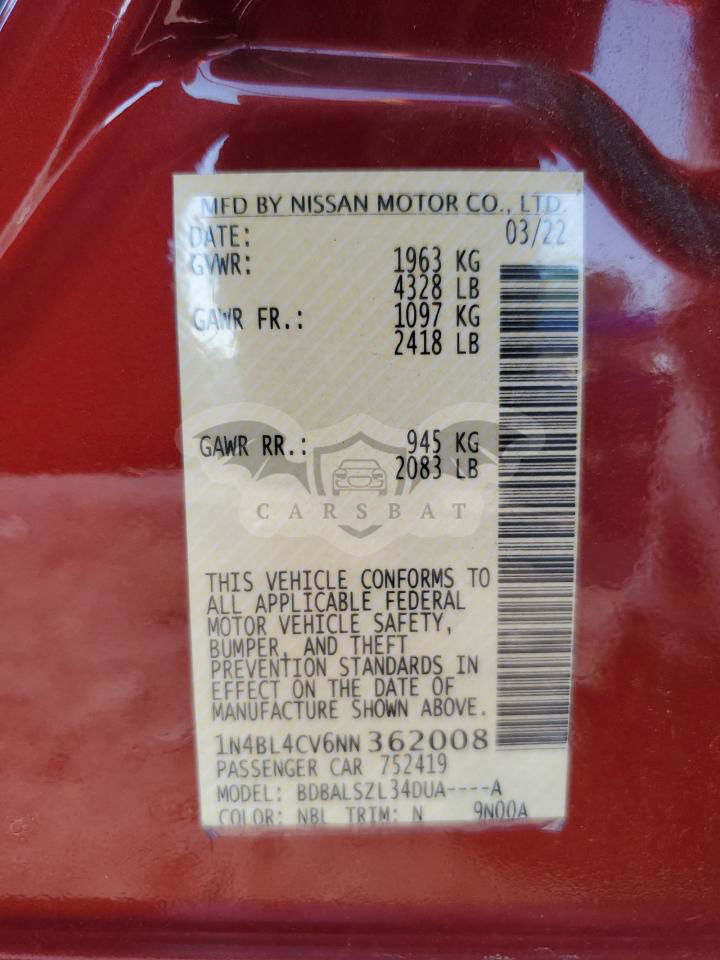 MFD BY NISSAN MOTOR CO., LTD.
DATE: 03/22
GVWR: 1963 KG
4328 LB
GAWR FR.: 1097 KG
2418 LB
GAWR RR.: 945 KG
2083 LB
CARSBAT
THIS VEHICLE CONFORMS TO
ALL APPLICABLE FEDERAL
MOTOR VEHICLE SAFETY,
BUMPER, AND THEFT
PREVENTION STANDARDS IN
EFFECT ON THE DATE OF
MANUFACTURE SHOWN ABOVE.
1N4BL4CV6NN362008
PASSENGER CAR 752419
MODEL: BDBALSZL34DUA----A
COLOR: NBL TRIM: N 9N00A